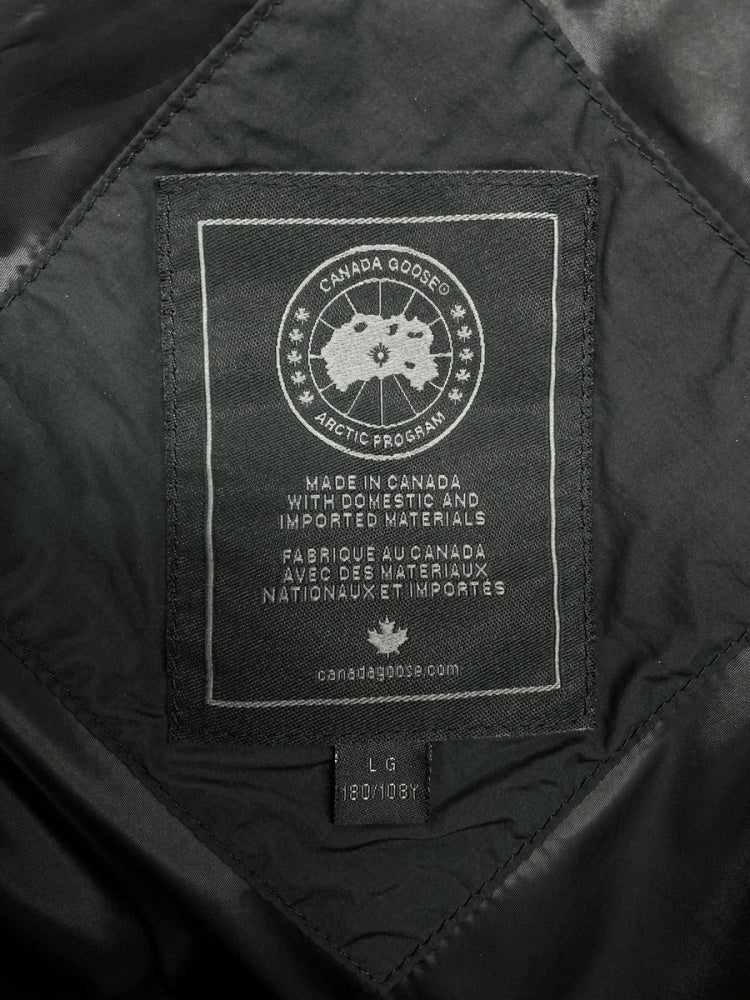 CANADA GOOSE®
ARCTIC PROGRAM
MADE IN CANADA
WITH DOMESTIC AND
IMPORTED MATERIALS
FABRIQUE AU CANADA
AVEC DES MATERIAUX
NATIONAUX ET IMPORTÉS
canadagoose.com
LG
180/108Y